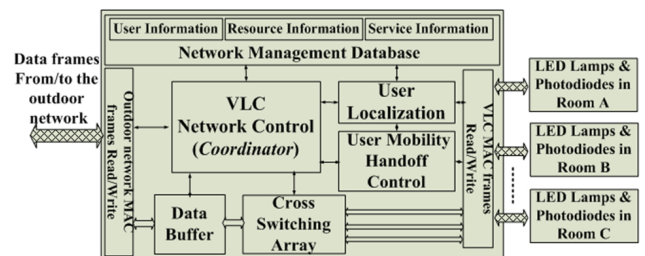 User Information
Resource Information
Service Information
Network Management Database
Data frames
From/to the
outdoor
network
Outdoor network MAC
frames Read/Write
VLC
Network Control
(Coordinator)
User
Localization
User Mobility
Handoff
Control
Data
Buffer
Cross
Switching
Array
VLC MAC frames
Read/Write
LED Lamps &
Photodiodes in
Room A
LED Lamps &
Photodiodes in
Room B
LED Lamps &
Photodiodes in
Room C